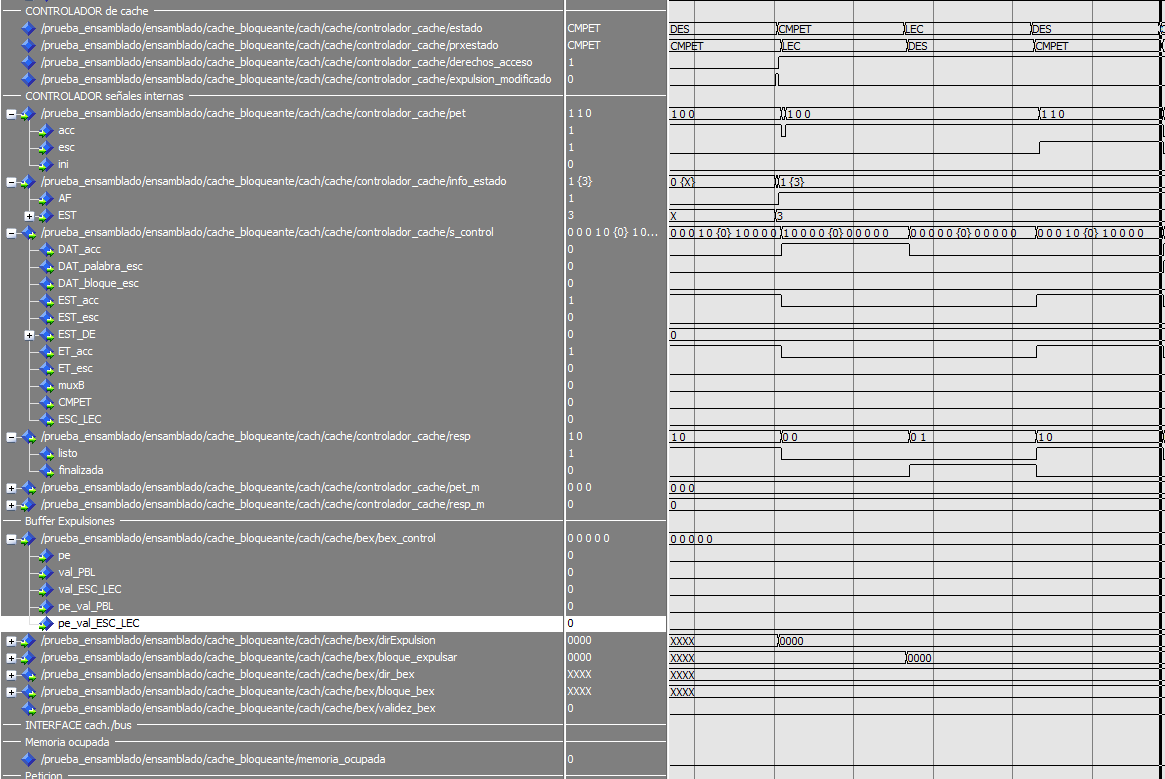 CONTROLADOR de cache
/prueba_ensamblado/ensamblado/cache_bloqueante/cach/cache/controlador_cache/estado CMPET DES CMPET LEC DES
/prueba_ensamblado/ensamblado/cache_bloqueante/cach/cache/controlador_cache/prxestado CMPET CMPET LEC DES CMPET
/prueba_ensamblado/ensamblado/cache_bloqueante/cach/cache/controlador_cache/derechos_acceso 1
/prueba_ensamblado/ensamblado/cache_bloqueante/cach/cache/controlador_cache/expulsion_modificado 0
CONTROLADOR señales internas
/prueba_ensamblado/ensamblado/cache_bloqueante/cach/cache/controlador_cache/pet 1 1 0 1 0 0 1 0 0 1 1 0
acc 1
esc 1
ini 0
/prueba_ensamblado/ensamblado/cache_bloqueante/cach/cache/controlador_cache/info_estado 1 {3} 0 {X} 1 {3}
AF 1
EST 3 X 3
/prueba_ensamblado/ensamblado/cache_bloqueante/cach/cache/controlador_cache/s_control 0 0 0 1 0 {0} 1 0... 0 0 0 1 0 {0} 1 0 0 0 0 1 0 0 0 0 {0} 0 0 0 0 0 0 0 0 0 0 {0} 0 0 0 0 0 0 0 0 1 0 {0} 1 0 0 0 0
DAT_acc 0
DAT_palabra_esc 0
DAT_bloque_esc 0
EST_acc 1
EST_esc 0
EST_DE 0 0
ET_acc 1
ET_esc 0
muxB 0
CMPET 0
ESC_LEC 0
/prueba_ensamblado/ensamblado/cache_bloqueante/cach/cache/controlador_cache/resp 1 0 1 0 0 0 0 1 1 0
listo 1
finalizada 0
/prueba_ensamblado/ensamblado/cache_bloqueante/cach/cache/controlador_cache/pet_m 0 0 0 0 0 0
/prueba_ensamblado/ensamblado/cache_bloqueante/cach/cache/controlador_cache/resp_m 0 0
Buffer Expulsiones
/prueba_ensamblado/ensamblado/cache_bloqueante/cach/cache/bex/bex_control 0 0 0 0 0 0 0 0 0 0
pe 0
val_PBL 0
val_ESC_LEC 0
pe_val_PBL 0
pe_val_ESC_LEC 0
/prueba_ensamblado/ensamblado/cache_bloqueante/cach/cache/bex/dirExpulsion 0000 XXXX 0000
/prueba_ensamblado/ensamblado/cache_bloqueante/cach/cache/bex/bloque_expulsar 0000 XXXX 0000
/prueba_ensamblado/ensamblado/cache_bloqueante/cach/cache/bex/dir_bex XXXX XXXX
/prueba_ensamblado/ensamblado/cache_bloqueante/cach/cache/bex/bloque_bex XXXX XXXX
/prueba_ensamblado/ensamblado/cache_bloqueante/cach/cache/bex/validez_bex 0
INTERFACE cach./bus
Memoria ocupada
/prueba_ensamblado/ensamblado/cache_bloqueante/memoria_ocupada 0
Peticion